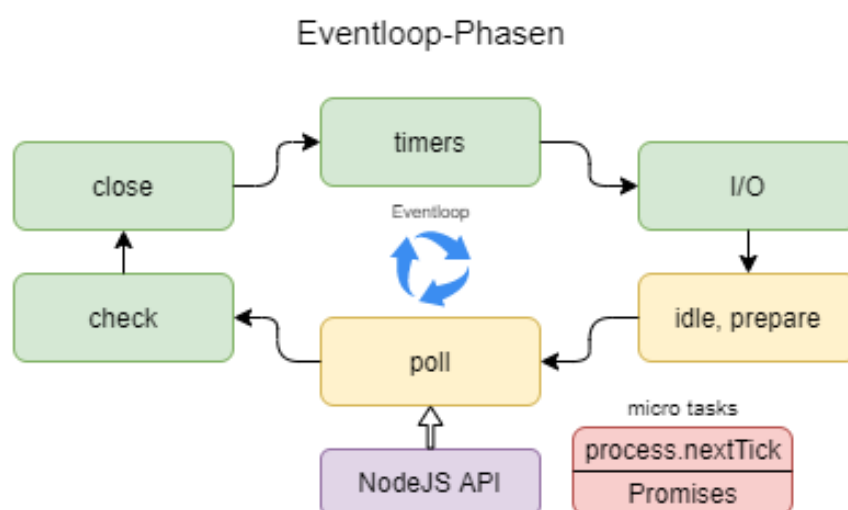 Eventloop-Phasen
timers
close
I/O
Eventloop
check
idle, prepare
poll
micro tasks
process.nextTick
NodeJS API
Promises